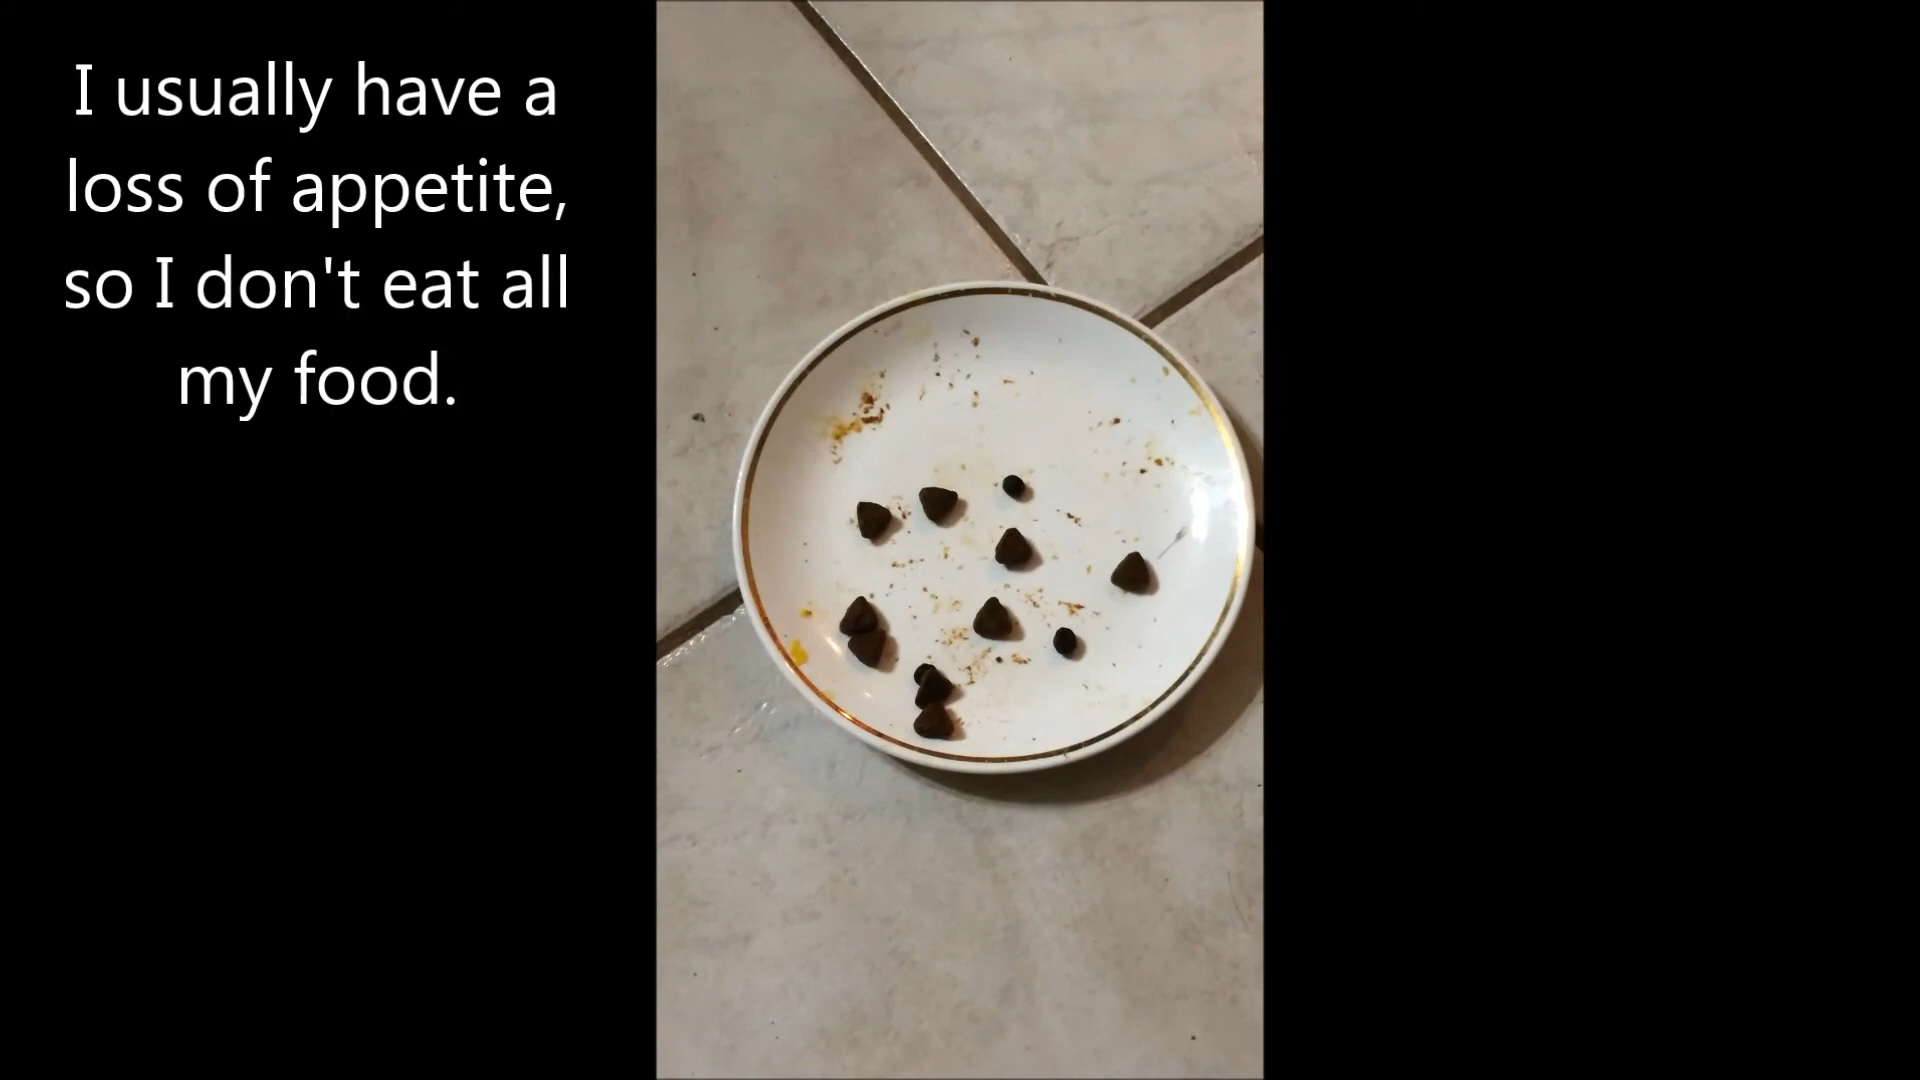 I usually have a
loss of appetite,
so I don't eat all
my food.